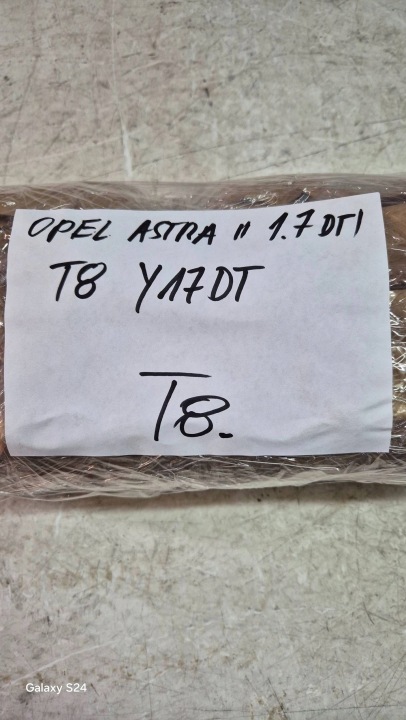 OPEL ASTRA II 1.7 DTI
T8 Y17DT
T8.
Galaxy S24